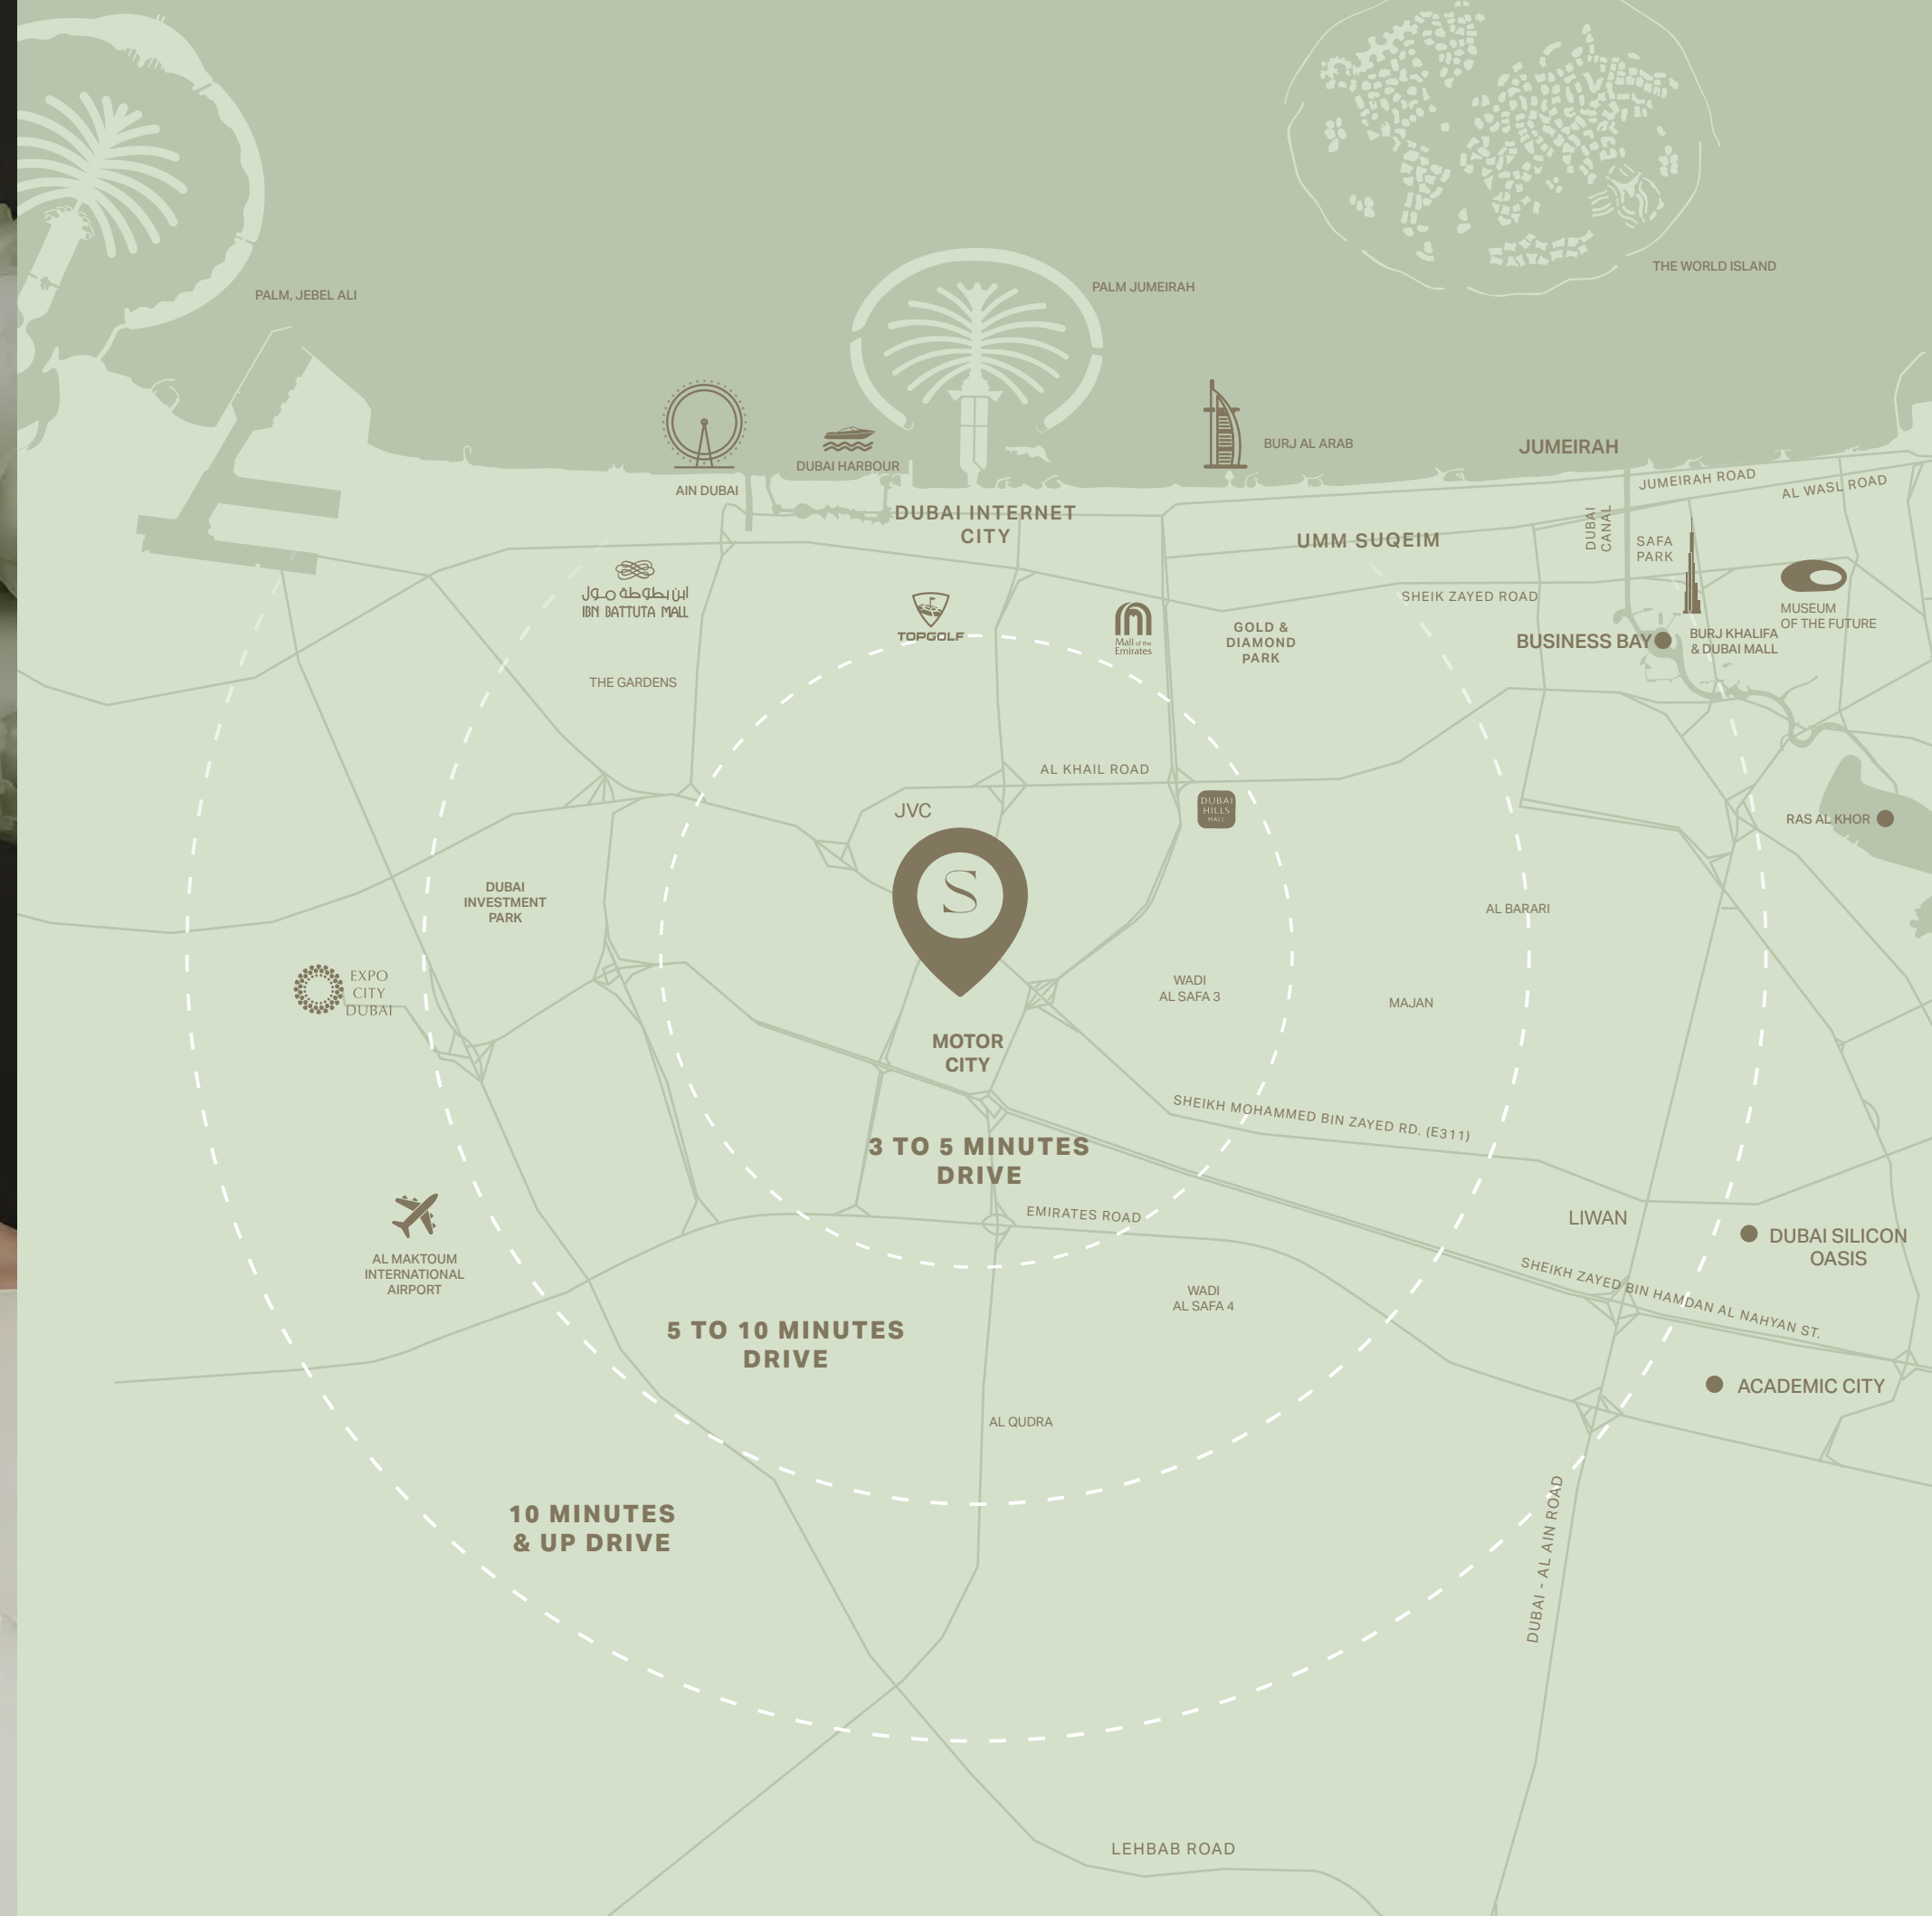 THE WORLD ISLAND
PALM JUMEIRAH
PALM, JEBEL ALI
BURJ AL ARAB
JUMEIRAH
DUBAI HARBOUR
AIN DUBAI
JUMEIRAH ROAD
AL WASL ROAD
DUBAI INTERNET
CITY
UMM SUQEIM
DUBAI
CANAL
SAFA
PARK
ابن بطوطة مول
IBN BATTUTA MALL
SHEIK ZAYED ROAD
MUSEUM
OF THE FUTURE
TOPGOLF
Mall of the
Emirates
GOLD &
DIAMOND
PARK
BUSINESS BAY
BURJ KHALIFA
& DUBAI MALL
THE GARDENS
AL KHAIL ROAD
JVC
DUBAI
HILLS
MALL
RAS AL KHOR
S
DUBAI
INVESTMENT
PARK
AL BARARI
EXPO
CITY
DUBAI
WADI
AL SAFA 3
MAJAN
MOTOR
CITY
SHEIKH MOHAMMED BIN ZAYED RD. (E311)
3 TO 5 MINUTES
DRIVE
EMIRATES ROAD
LIWAN
DUBAI SILICON
OASIS
AL MAKTOUM
INTERNATIONAL
AIRPORT
SHEIKH ZAYED BIN HAMDAN AL NAHYAN ST.
WADI
AL SAFA 4
5 TO 10 MINUTES
DRIVE
ACADEMIC CITY
AL QUDRA
10 MINUTES
& UP DRIVE
DUBAI - AL AIN ROAD
LEHBAB ROAD